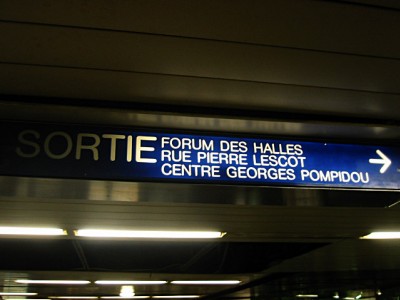 SORTIE
FORUM DES HALLES
RUE PIERRE LESCOT
CENTRE GEORGES POMPIDOU